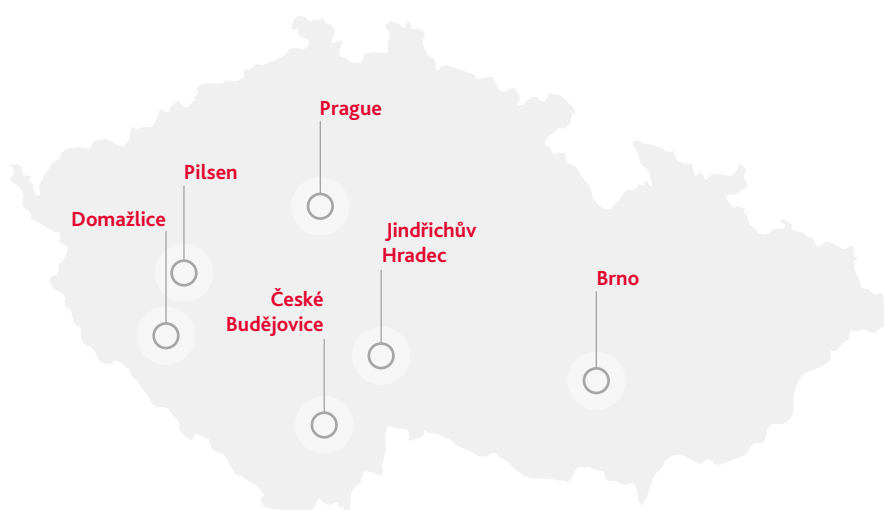 Prague
Pilsen
Domažlice
Jindřichův
Hradec
Brno
České
Budějovice